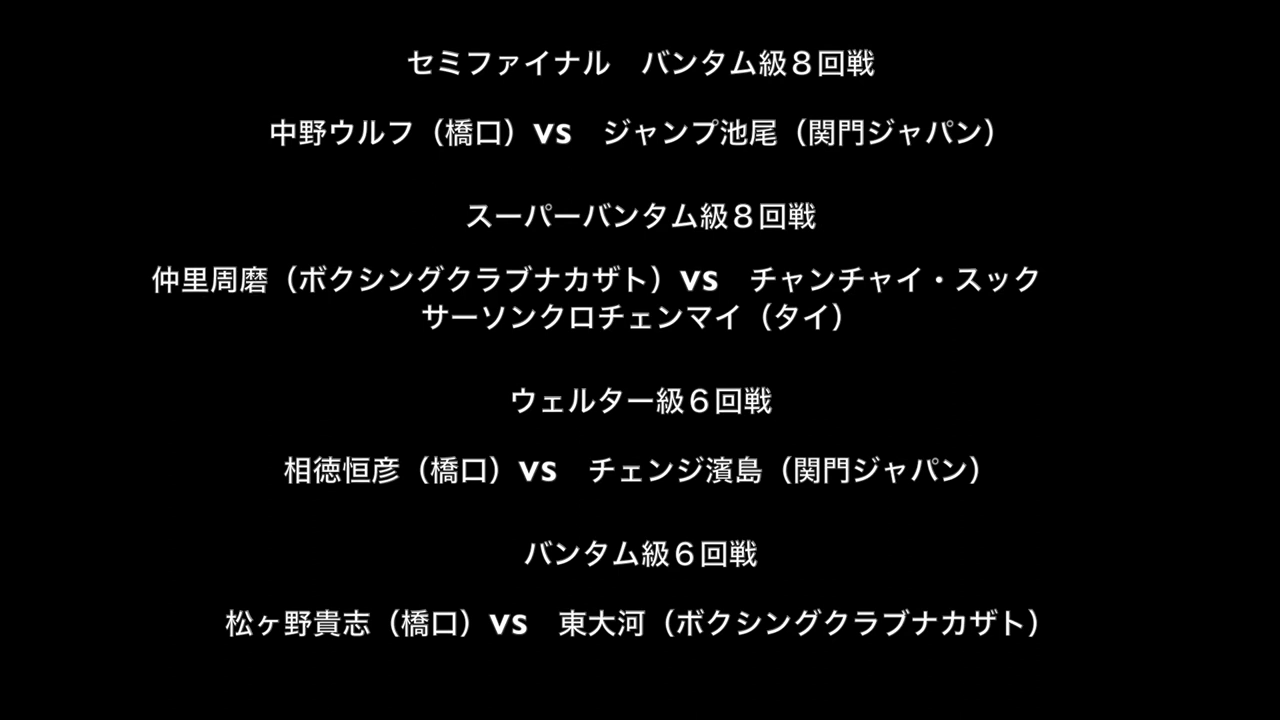 セミファイナル　バンタム級８回戦
中野ウルフ（橋口）VS　ジャンプ池尾（関門ジャパン）
スーパーバンタム級８回戦
仲里周磨（ボクシングクラブナカザト）VS　チャンチャイ・スック
サーソンクロチェンマイ（タイ）
ウェルター級６回戦
相徳恒彦（橋口）VS　チェンジ濱島（関門ジャパン）
バンタム級６回戦
松ヶ野貴志（橋口）VS　東大河（ボクシングクラブナカザト）